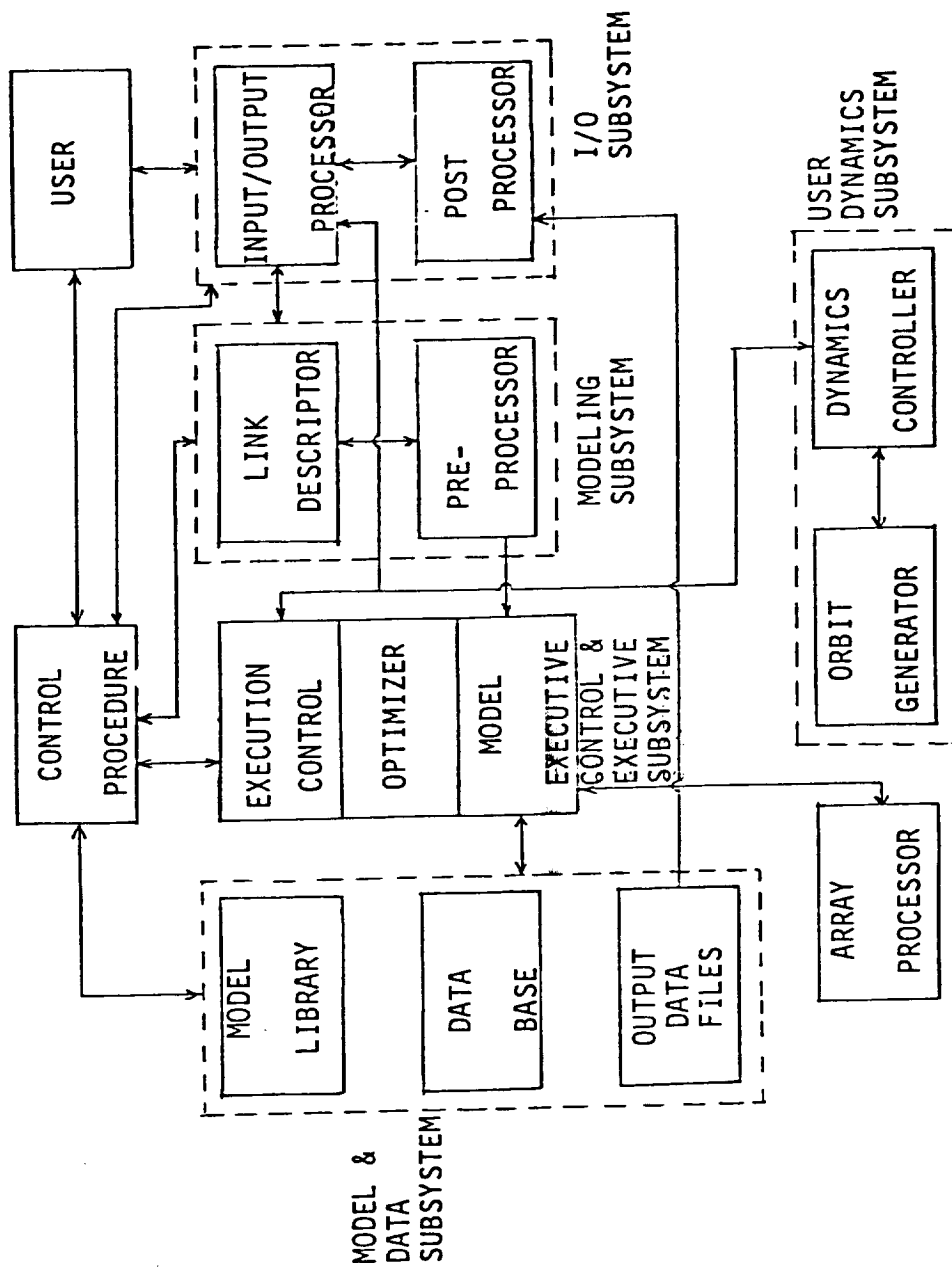 USER
CONTROL
PROCEDURE
INPUT/OUTPUT
PROCESSOR
POST
PROCESSOR
I/O
SUBSYSTEM
LINK
DESCRIPTOR
PRE-
PROCESSOR
MODELING
SUBSYSTEM
EXECUTION
CONTROL
OPTIMIZER
MODEL
EXECUTIVE
CONTROL &
EXECUTIVE
SUBSYSTEM
MODEL
LIBRARY
DATA
BASE
OUTPUT
DATA
FILES
MODEL &
DATA
SUBSYSTEM
USER
DYNAMICS
SUBSYSTEM
DYNAMICS
CONTROLLER
ORBIT
GENERATOR
ARRAY
PROCESSOR